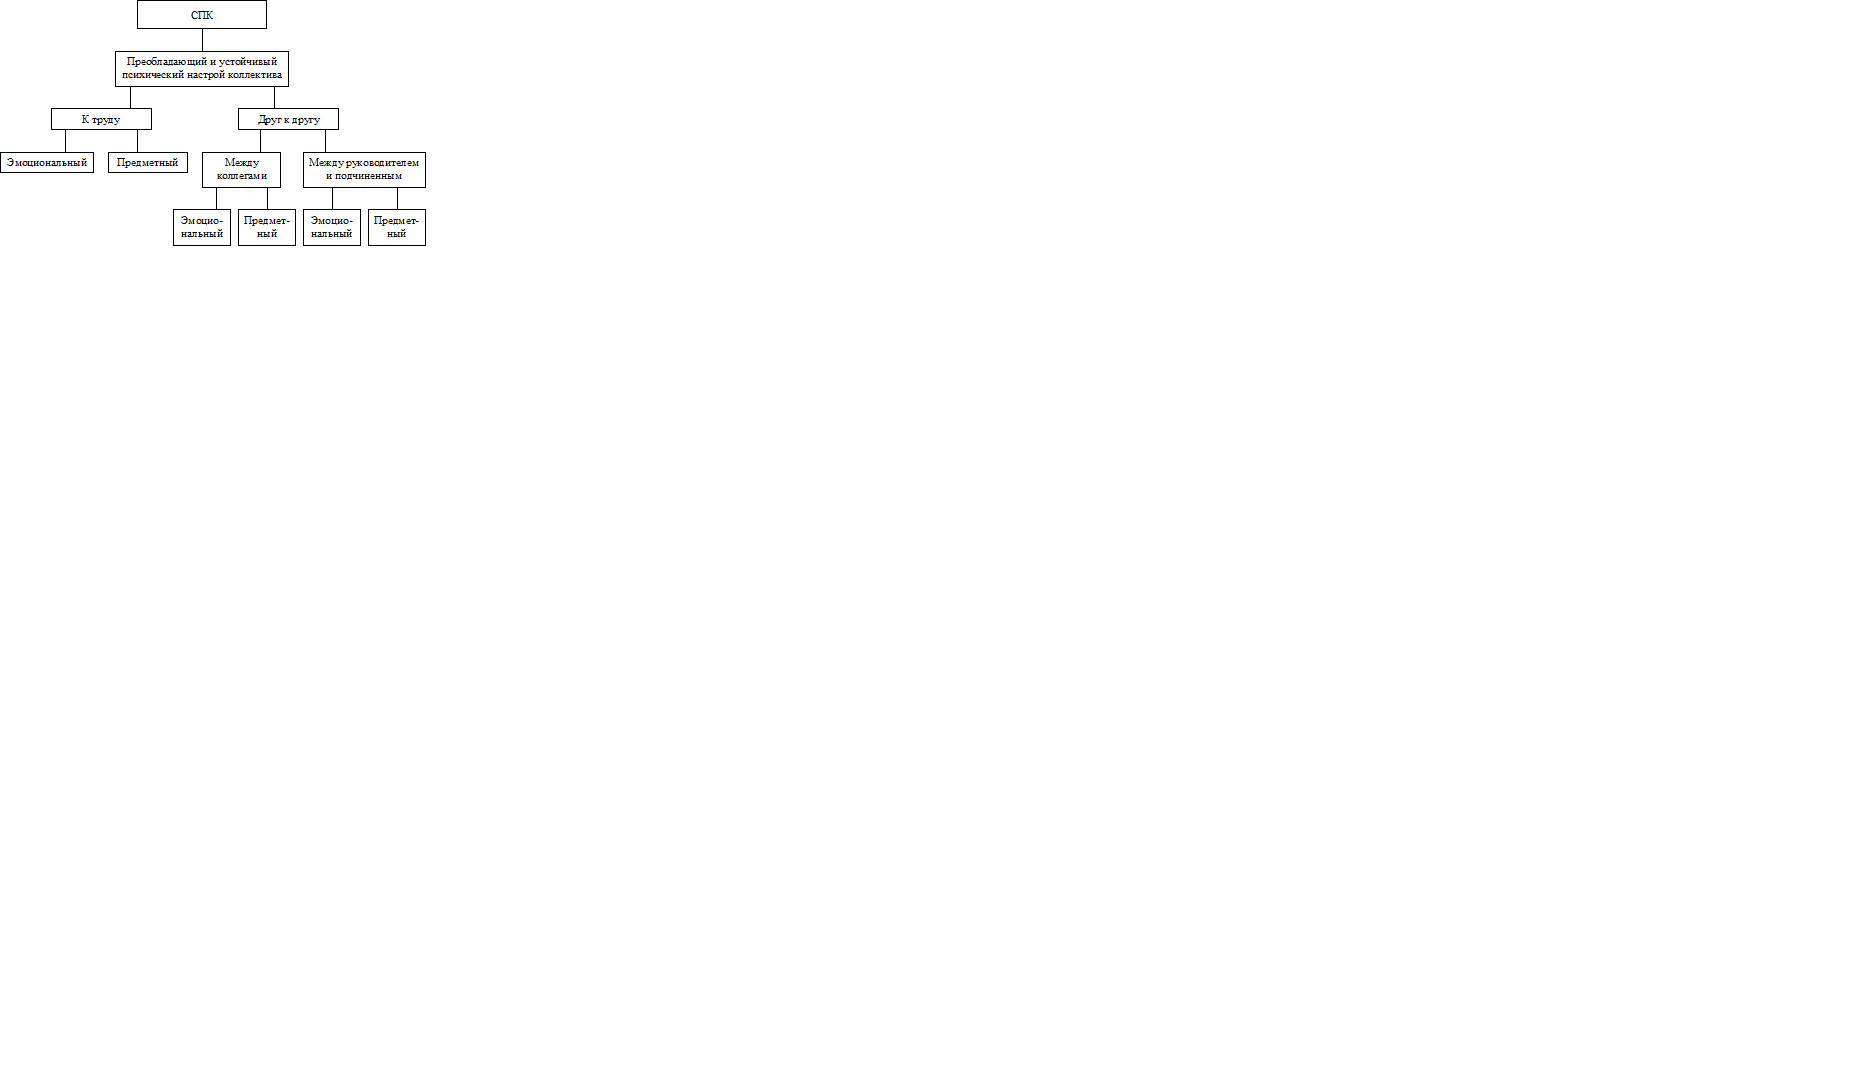 СПК
Преобладающий и устойчивый
психический настрой коллектива
К труду
Друг к другу
Эмоциональный
Предметный
Между
коллегами
Между руководителем
и подчиненным
Эмоцио-
нальный
Предмет-
ный
Эмоцио-
нальный
Предмет-
ный